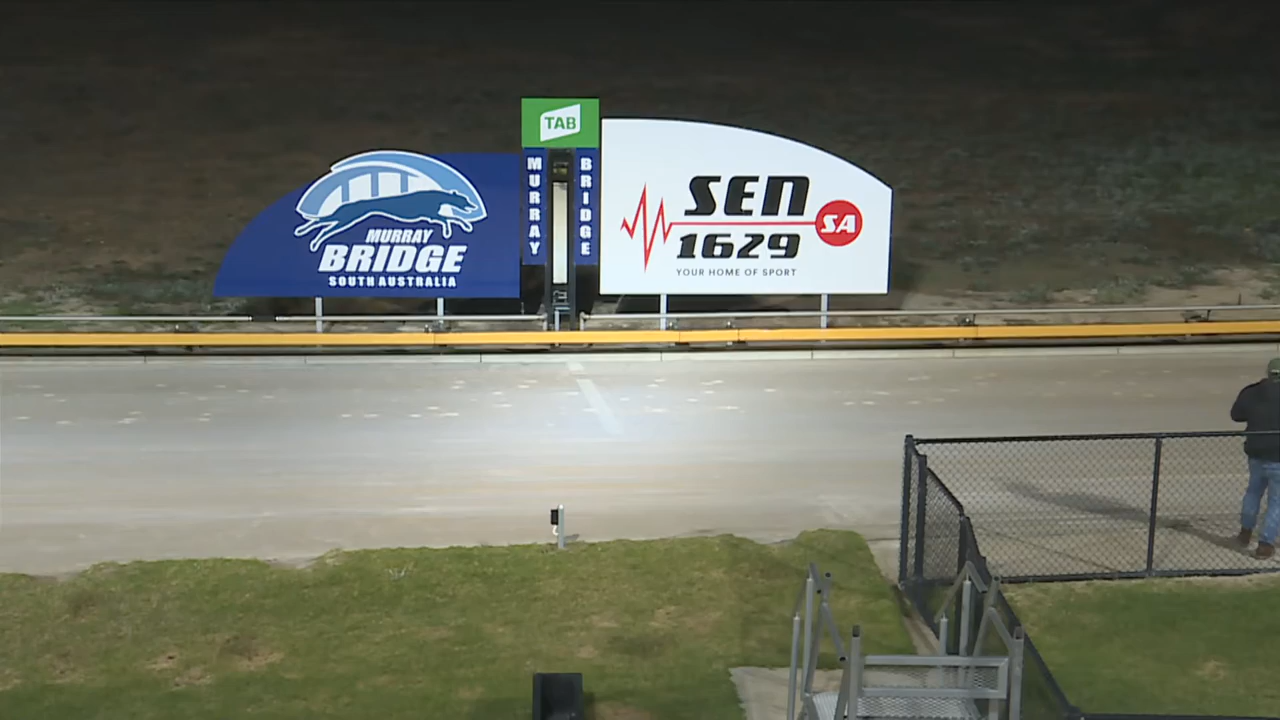 TAB
MURRAY
BRIDGE
MURRAY
BRIDGE
SOUTH AUSTRALIA
SEN
SA
1629
YOUR HOME OF SPORT